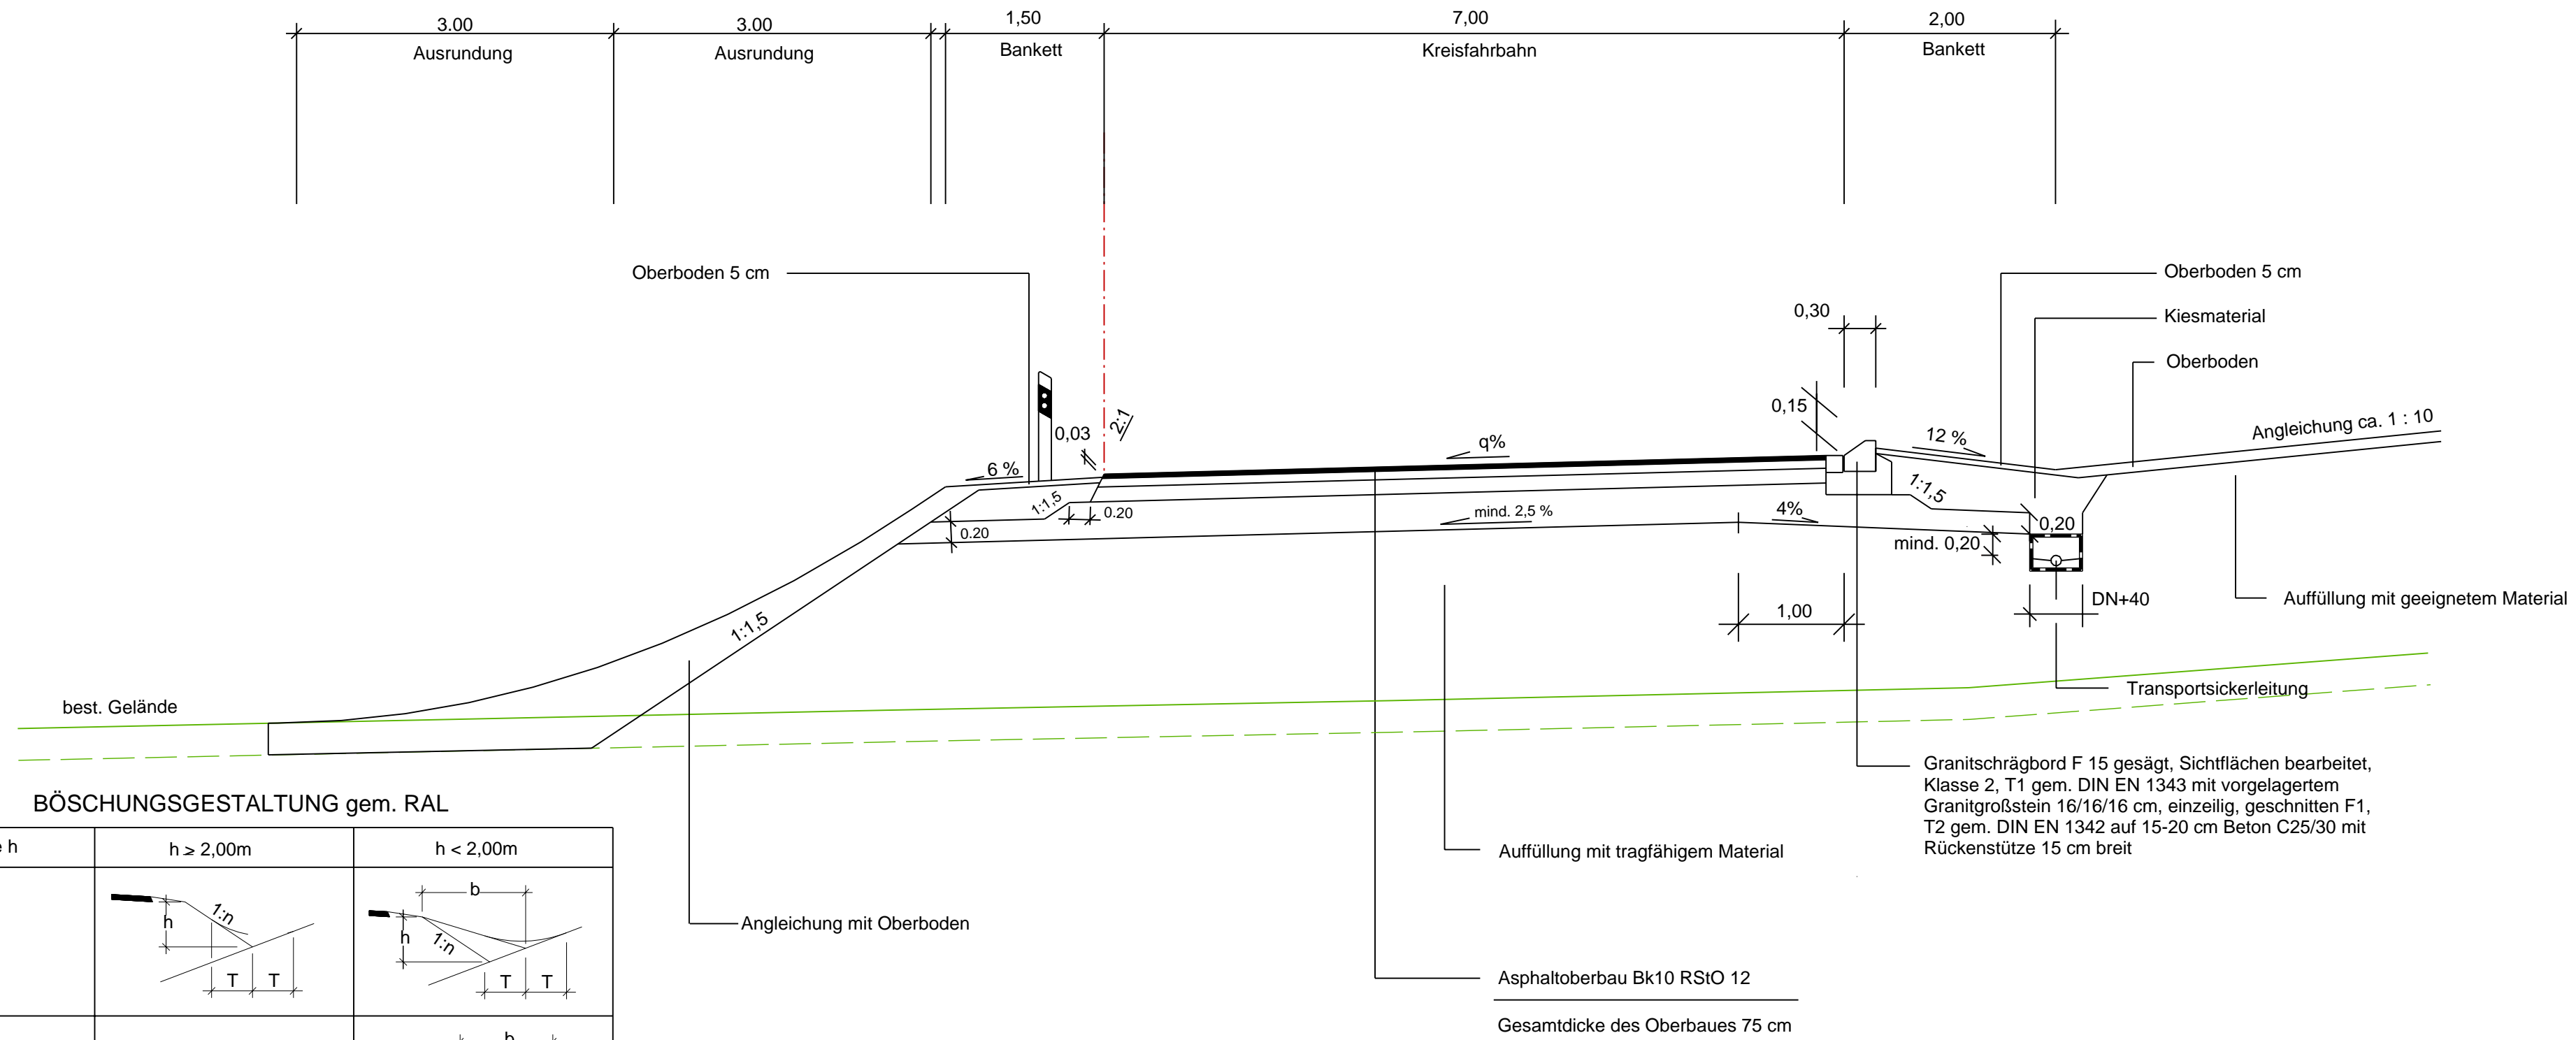 3.00
3.00
1,50
7,00
2,00
Ausrundung
Ausrundung
Bankett
Kreisfahrbahn
Bankett
Oberboden 5 cm
Oberboden 5 cm
Kiesmaterial
Oberboden
0,30
0,15
0,03
2:1
q%
12 %
Angleichung ca. 1 : 10
6 %
1:1,5
0.20
0.20
mind. 2,5 %
4%
1:1,5
0,20
mind. 0,20
1:1,5
1,00
DN+40
Auffüllung mit geeignetem Material
Transportsickerleitung
best. Gelände
Granitschrägbord F 15 gesägt, Sichtflächen bearbeitet,
Klasse 2, T1 gem. DIN EN 1343 mit vorgelagertem
Granitgroßstein 16/16/16 cm, einzeilig, geschnitten F1,
T2 gem. DIN EN 1342 auf 15-20 cm Beton C25/30 mit
Rückenstütze 15 cm breit
Auffüllung mit tragfähigem Material
Angleichung mit Oberboden
Asphaltoberbau Bk10 RStO 12
Gesamtdicke des Oberbaues 75 cm
BÖSCHUNGSGESTALTUNG gem. RAL
h
h ≥ 2,00m
h < 2,00m
1:n
h
T
T
b
h
1:n
T
T
b